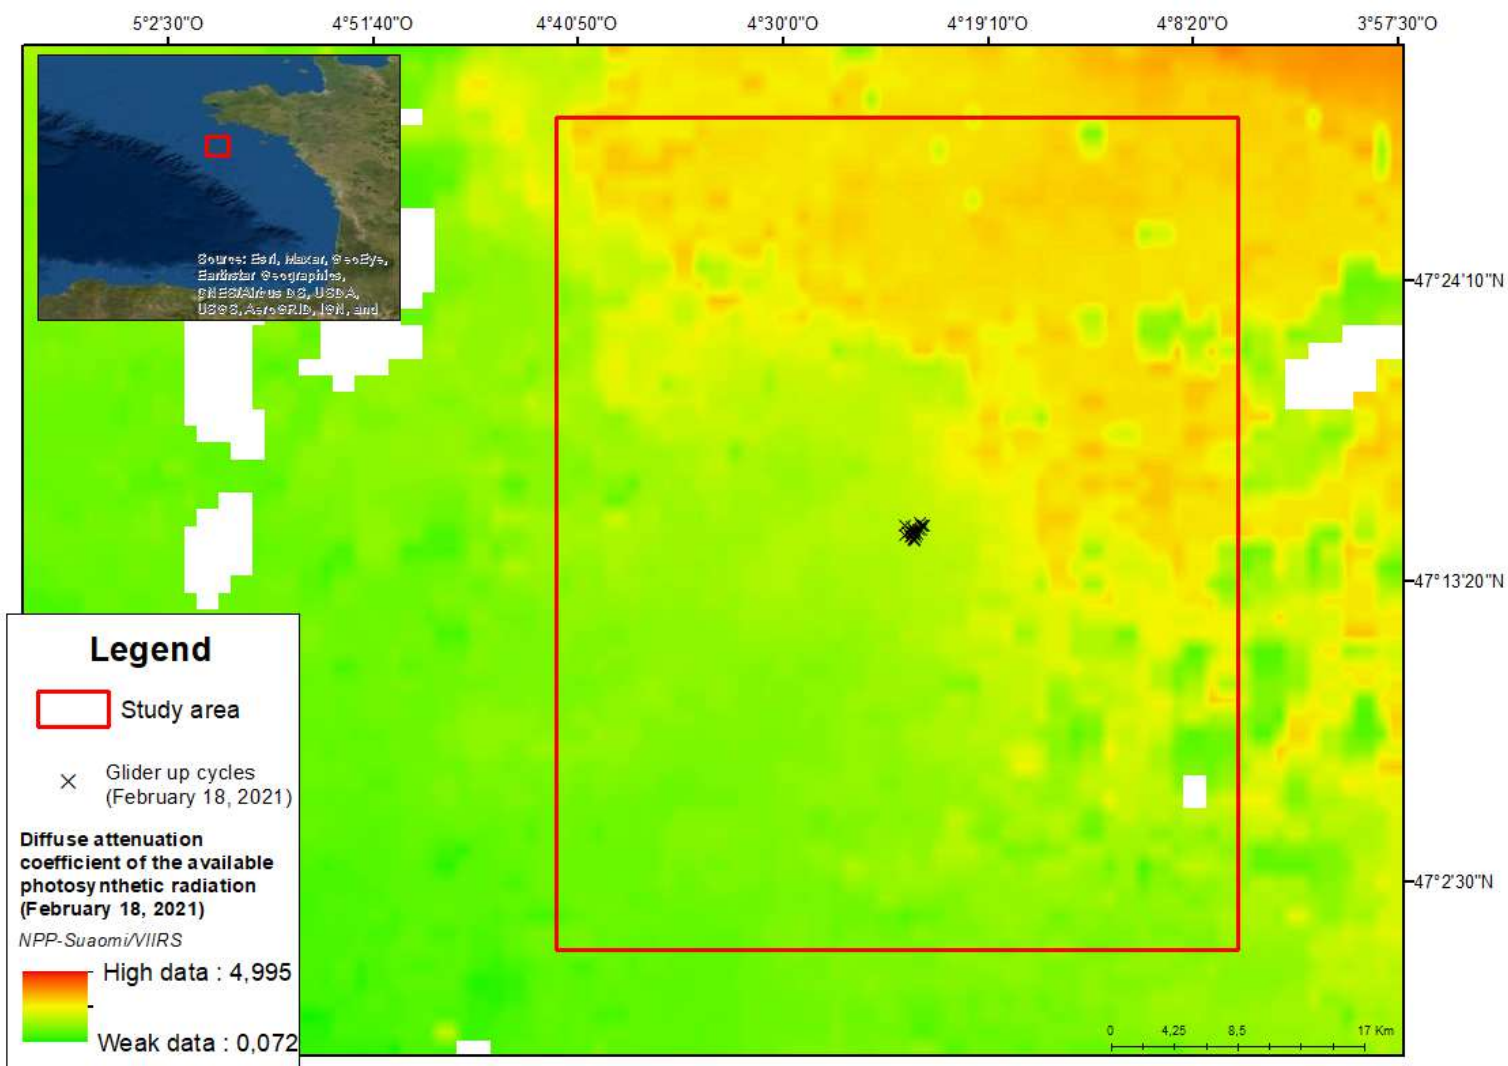 5°2'30"O 4°51'40"O 4°40'50"O 4°30'0"O 4°19'10"O 4°8'20"O 3°57'30"O
Source: Esri, Maxar, GeoEye,
Earthstar Geographics,
CNES/Airbus DS, USDA,
USGS, AeroGRID, IGN, and
47°24'10"N
47°13'20"N
47°2'30"N
Legend
Study area
Glider up cycles
(February 18, 2021)
Diffuse attenuation
coefficient of the available
photosynthetic radiation
(February 18, 2021)
NPP-Suaomi/VIIRS
High data : 4,995
Weak data : 0,072
0 4,25 8,5 17 Km